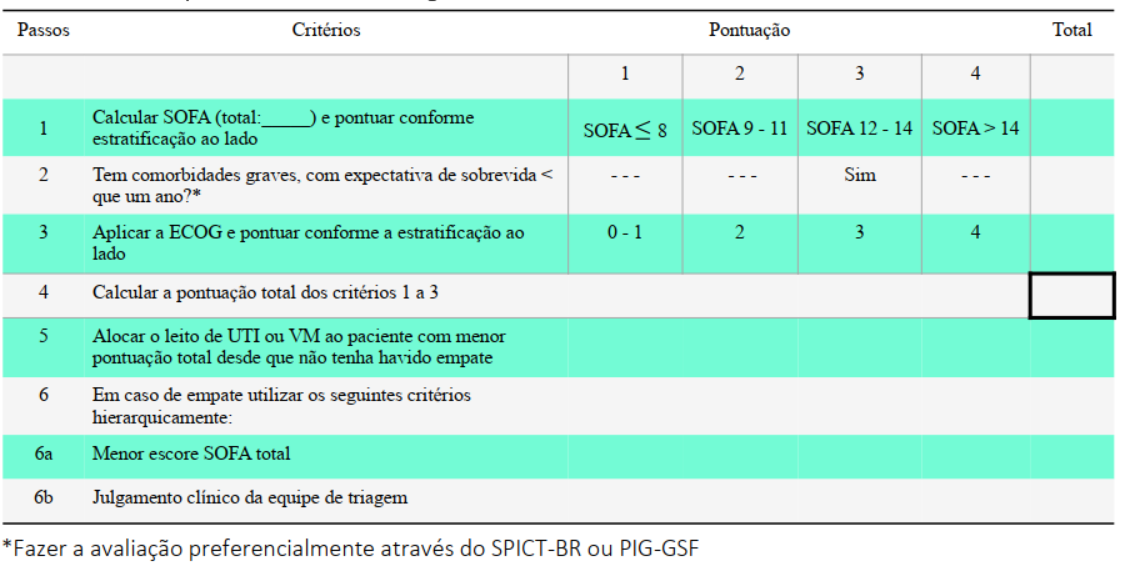 Passos Critérios Pontuação Total
1 2 3 4
1 Calcular SOFA (total:_____) e pontuar conforme estratificação ao lado SOFA ≤ 8 SOFA 9 - 11 SOFA 12 - 14 SOFA > 14
2 Tem comorbidades graves, com expectativa de sobrevida < que um ano?* - - - - - - Sim - - -
3 Aplicar a ECOG e pontuar conforme a estratificação ao lado 0 - 1 2 3 4
4 Calcular a pontuação total dos critérios 1 a 3
5 Alocar o leito de UTI ou VM ao paciente com menor pontuação total desde que não tenha havido empate
6 Em caso de empate utilizar os seguintes critérios hierarquicamente:
6a Menor escore SOFA total
6b Julgamento clínico da equipe de triagem
*Fazer a avaliação preferencialmente através do SPICT-BR ou PIG-GSF